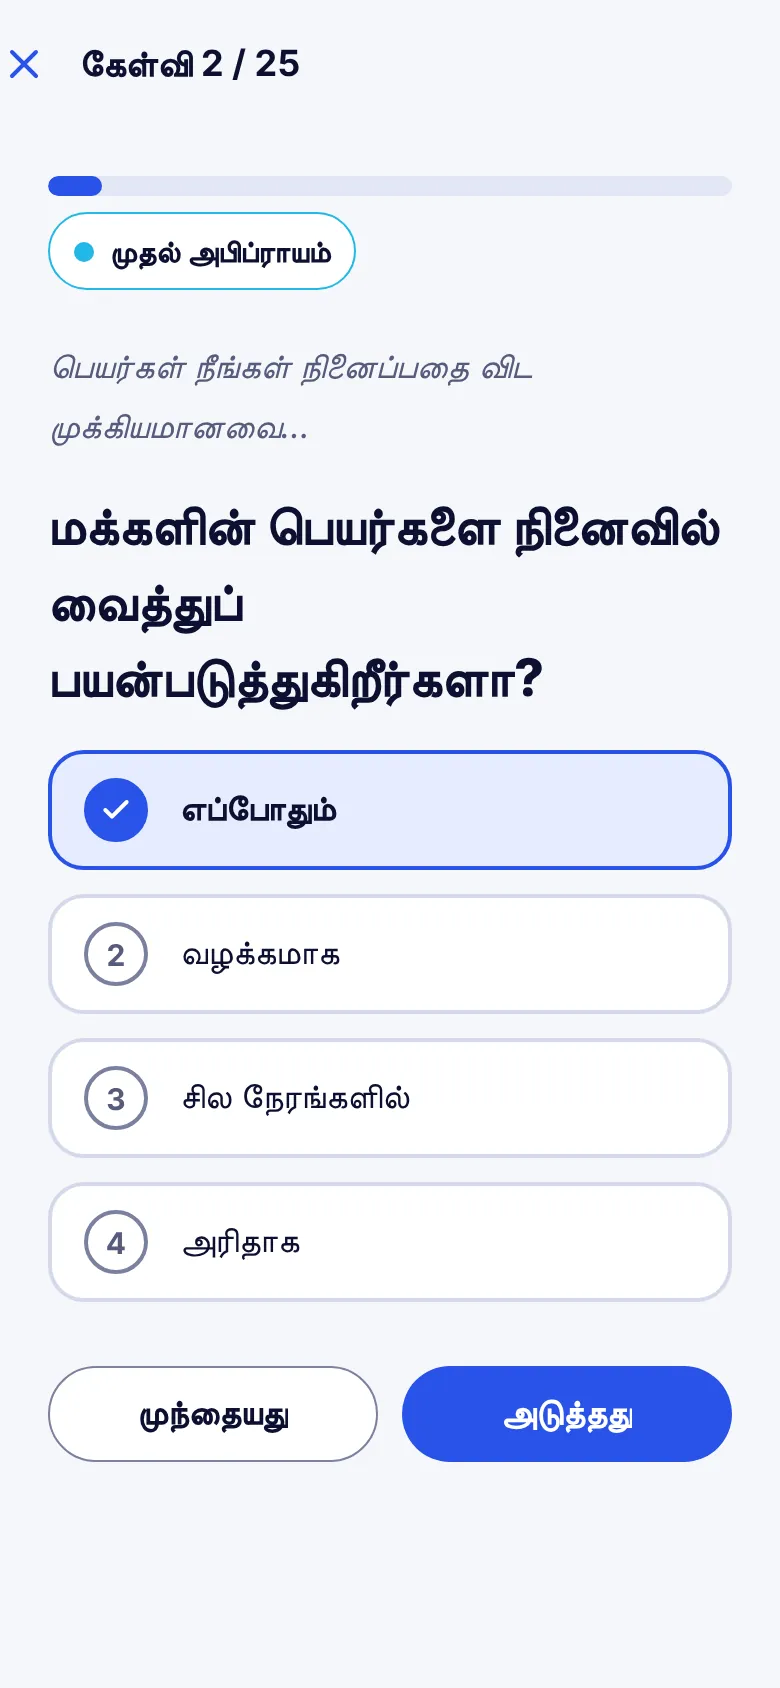 கேள்வி 2 / 25
முதல் அபிப்ராயம்
பெயர்கள் நீங்கள் நினைப்பதை விட
முக்கியமானவை...
மக்களின் பெயர்களை நினைவில்
வைத்துப்
பயன்படுத்துகிறீர்களா?
எப்போதும்
2 வழக்கமாக
3 சில நேரங்களில்
4 அரிதாக
முந்தையது அடுத்தது